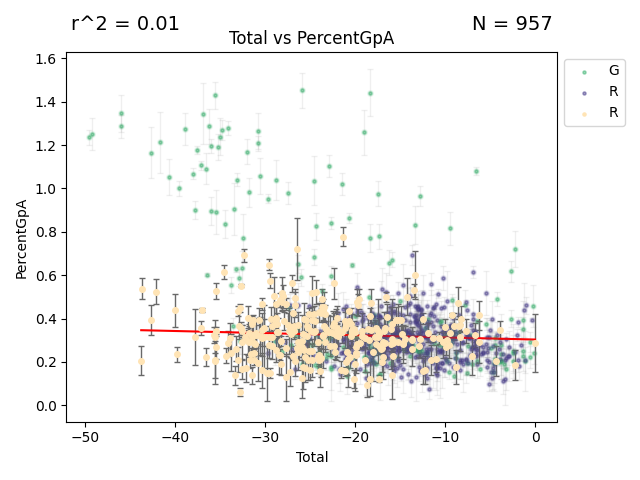 r^2 = 0.01
N = 957
Total vs PercentGpA
G
R
R
1.6
1.4
1.2
1.0
0.8
0.6
0.4
0.2
0.0
PercentGpA
−50
−40
−30
−20
−10
0
Total